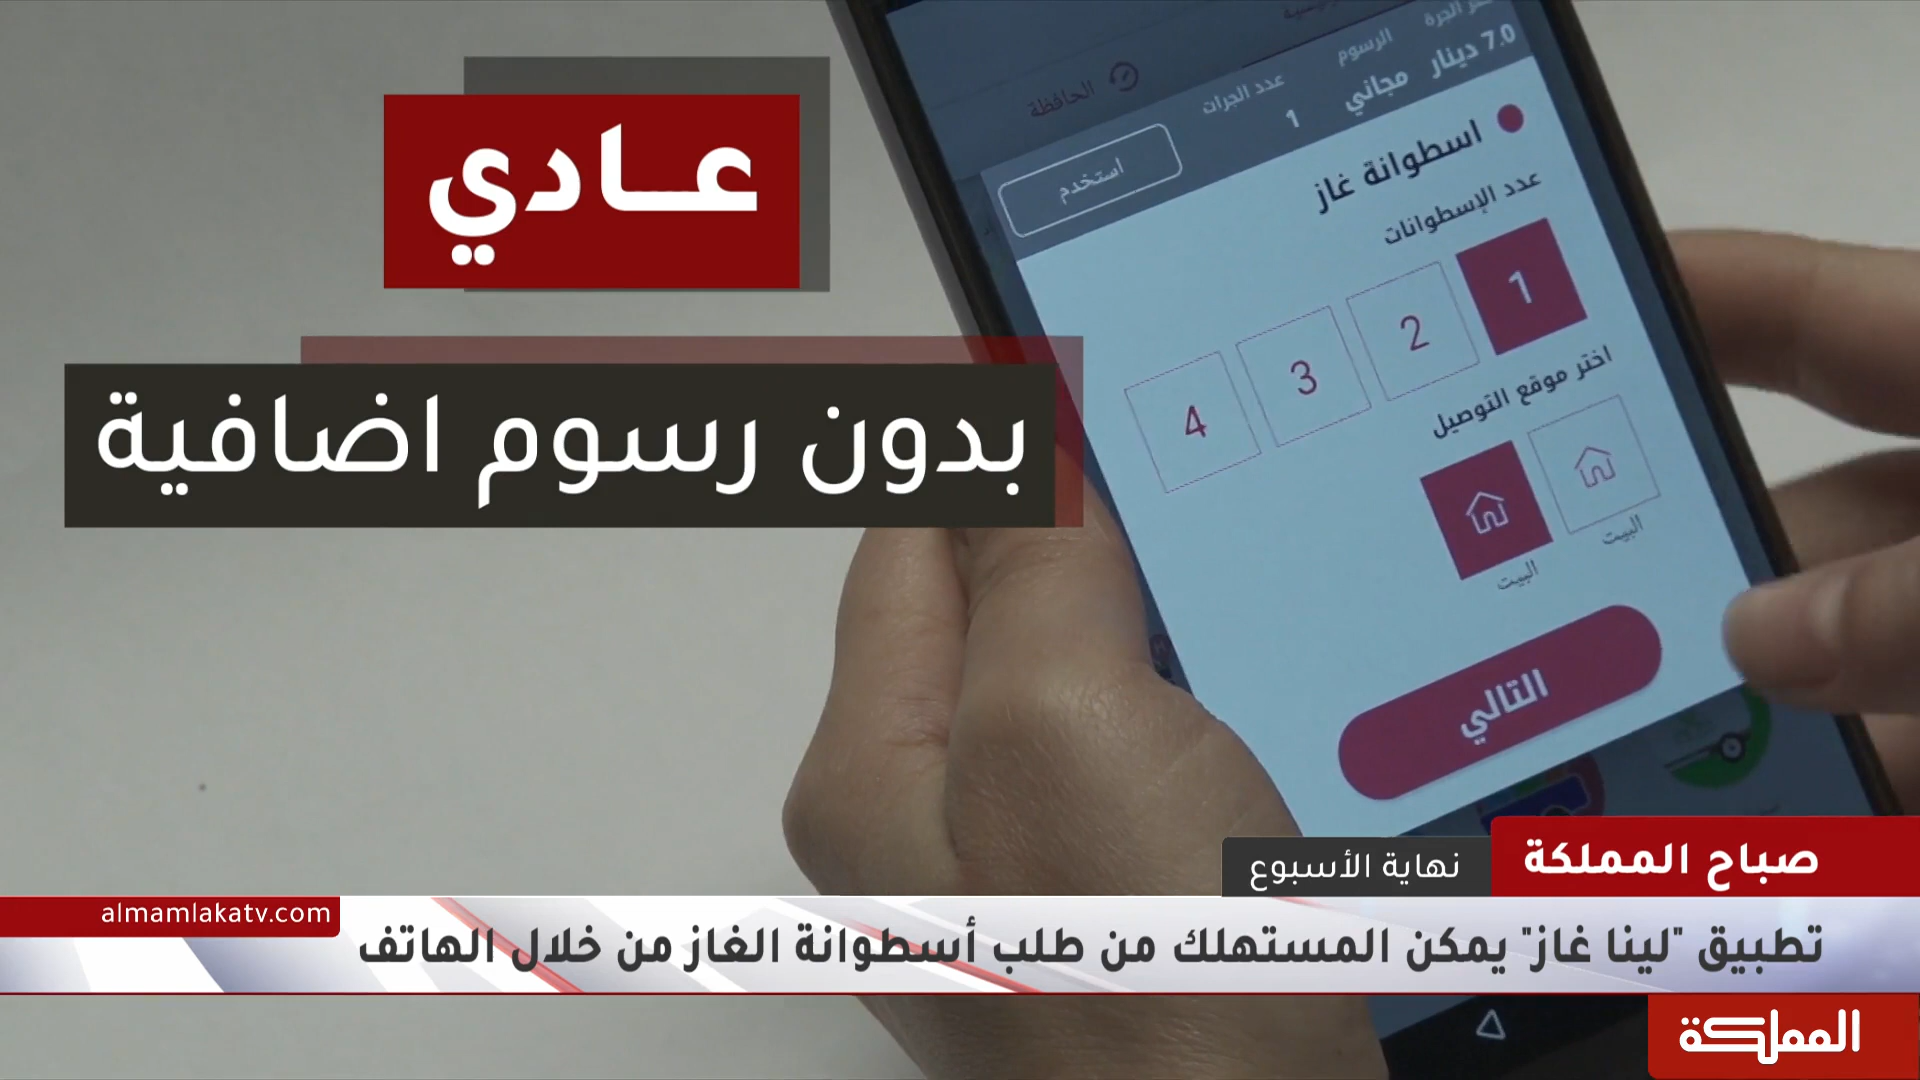 عادي
بدون رسوم اضافية
الحافظة
الرسوم
عدد الجرات
7.0 دينار
مجاني
1
استخدم
اسطوانة غاز
عدد الإسطوانات
1
2
3
4
اختر موقع التوصيل
البيت
البيت
التالي
صباح المملكة
نهاية الأسبوع
almamlakatv.com
تطبيق "لينا غاز" يمكن المستهلك من طلب أسطوانة الغاز من خلال الهاتف
المملكة